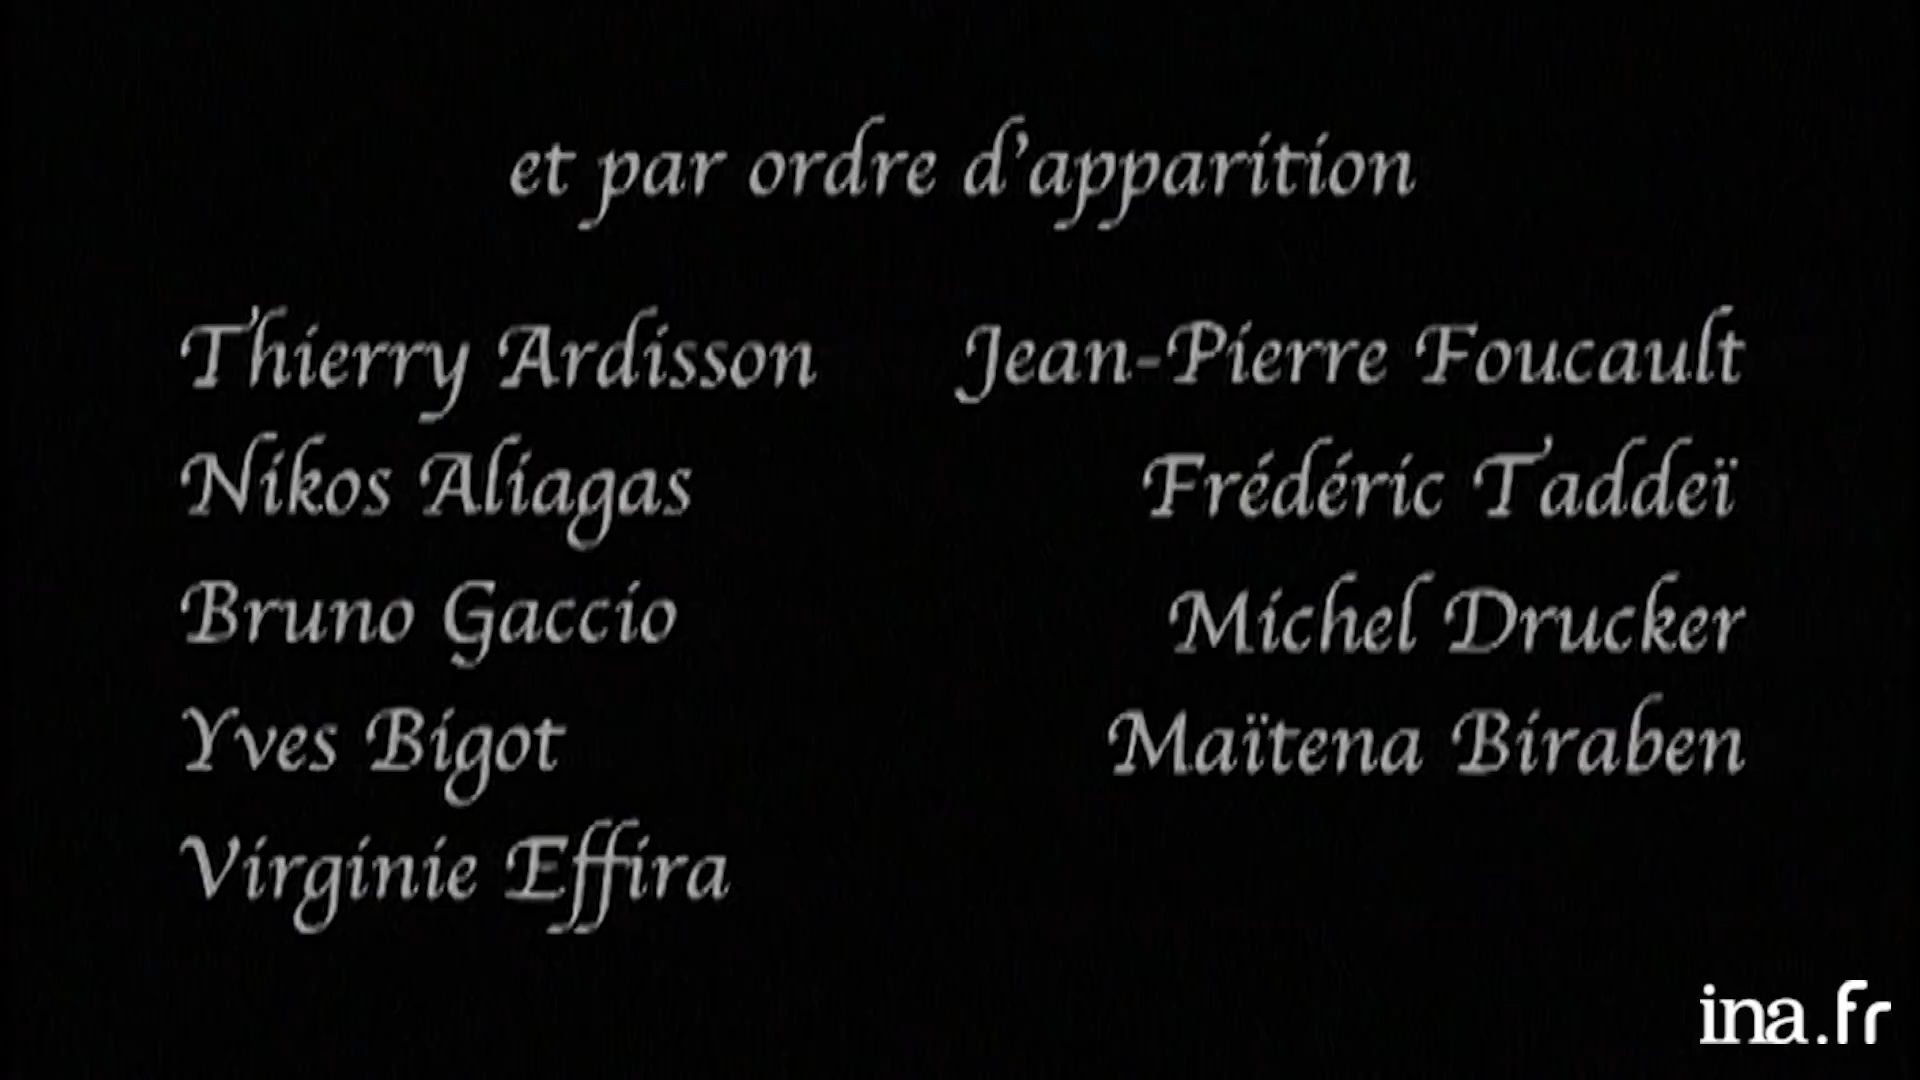 et par ordre d'apparition
Thierry Ardisson
Nikos Aliagas
Bruno Gaccio
Yves Bigot
Virginie Effira
Jean-Pierre Foucault
Frédéric Taddeï
Michel Drucker
Maïtena Biraben
ina.fr